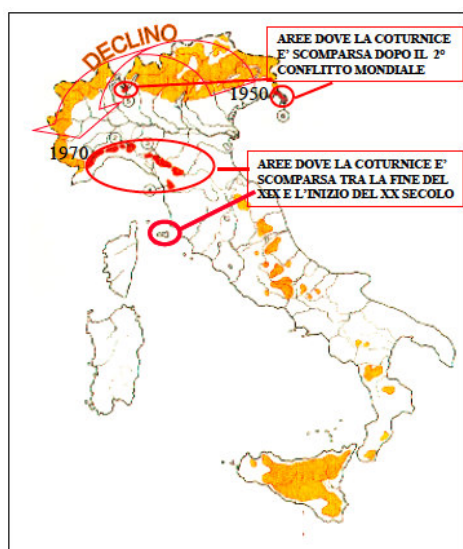 DECLINO
AREE DOVE LA COTURNICE
E' SCOMPARSA DOPO IL 2°
CONFLITTO MONDIALE
1950
1970
AREE DOVE LA COTURNICE E'
SCOMPARSA TRA LA FINE DEL
XIX E L'INIZIO DEL XX SECOLO